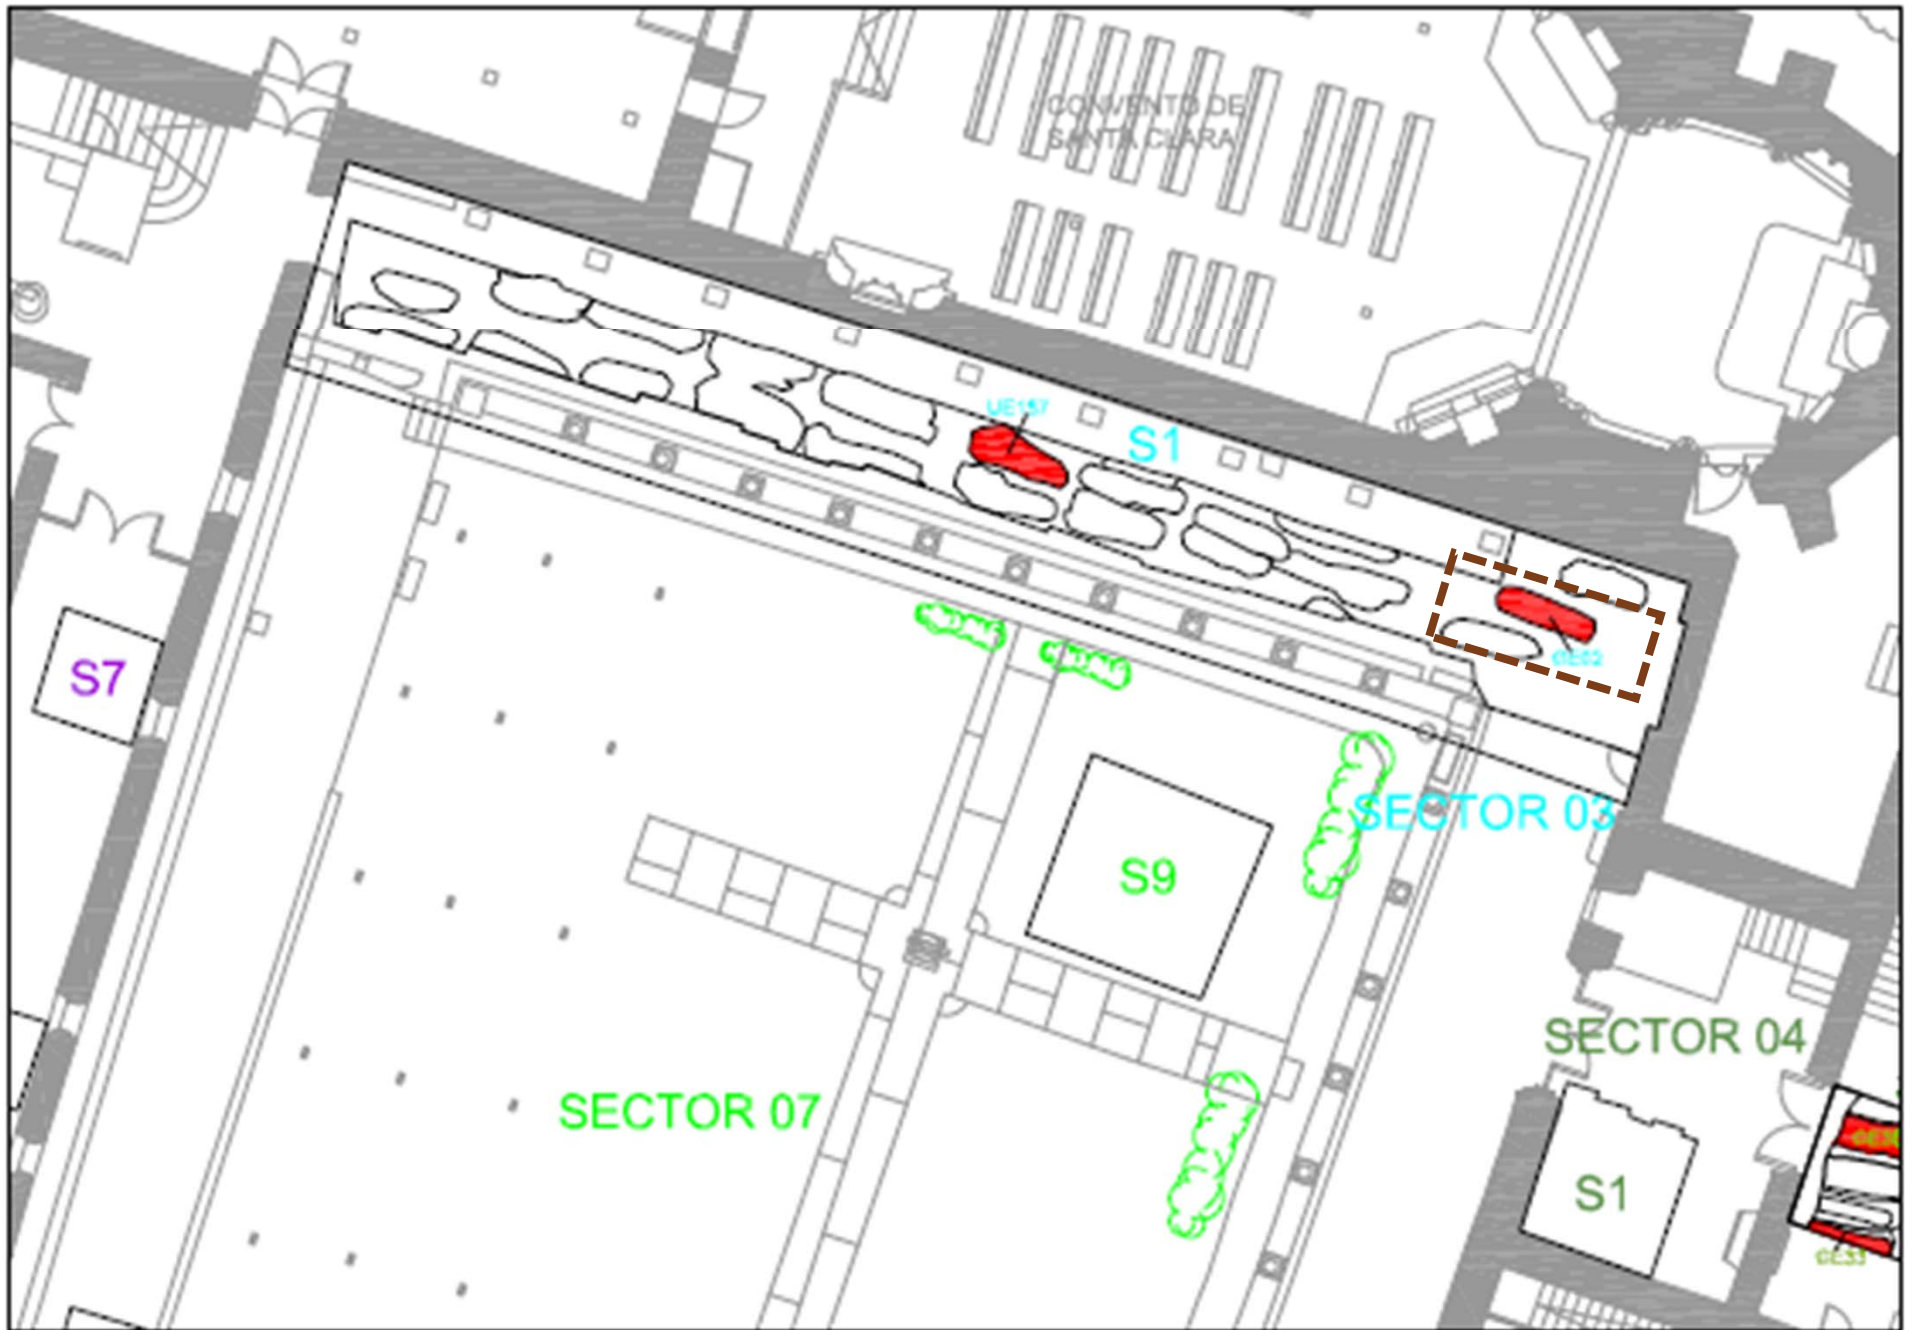 CONVENTO DE
SANTA CLARA
UE157
S1
S7
SECTOR 03
S9
SECTOR 04
SECTOR 07
S1